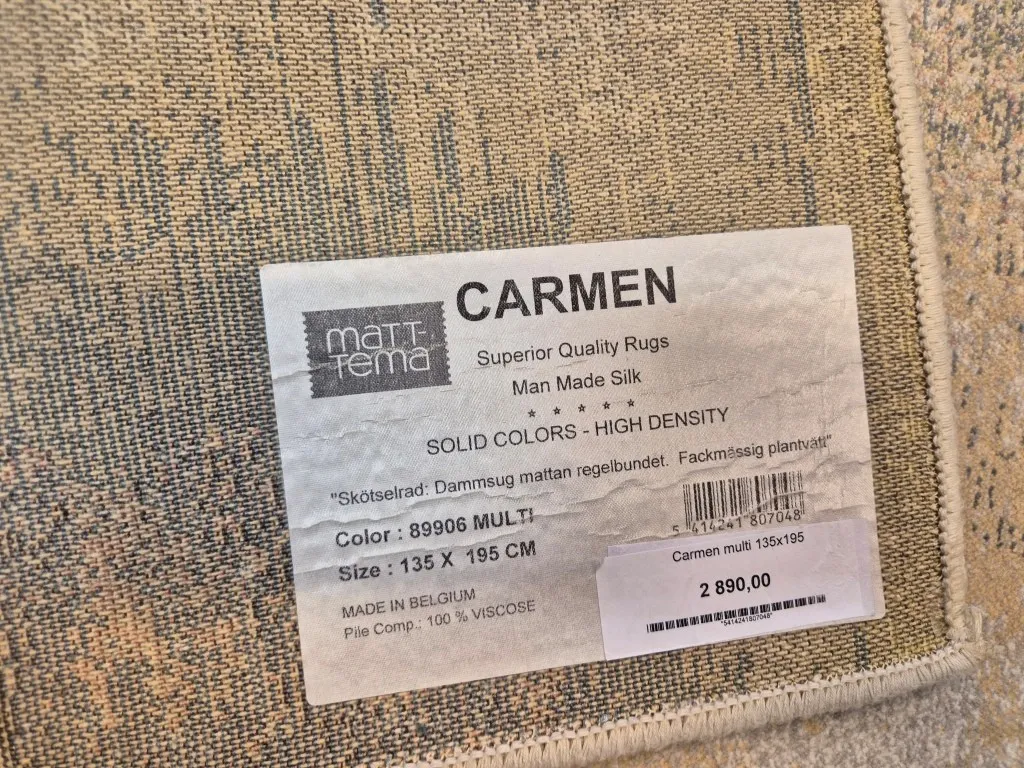 CARMEN
maTT-
Tema
Superior Quality Rugs
Man Made Silk
☆ ☆ ☆ ☆ ☆
SOLID COLORS - HIGH DENSITY
"Skötselrad: Dammsug mattan regelbundet. Fackmässig plantvätt"
Color : 89906 MULTI
Size : 135 X 195 CM
MADE IN BELGIUM
Pile Comp.: 100 % VISCOSE
5 414241 807048
Carmen multi 135x195
2 890,00
*5414241807048*